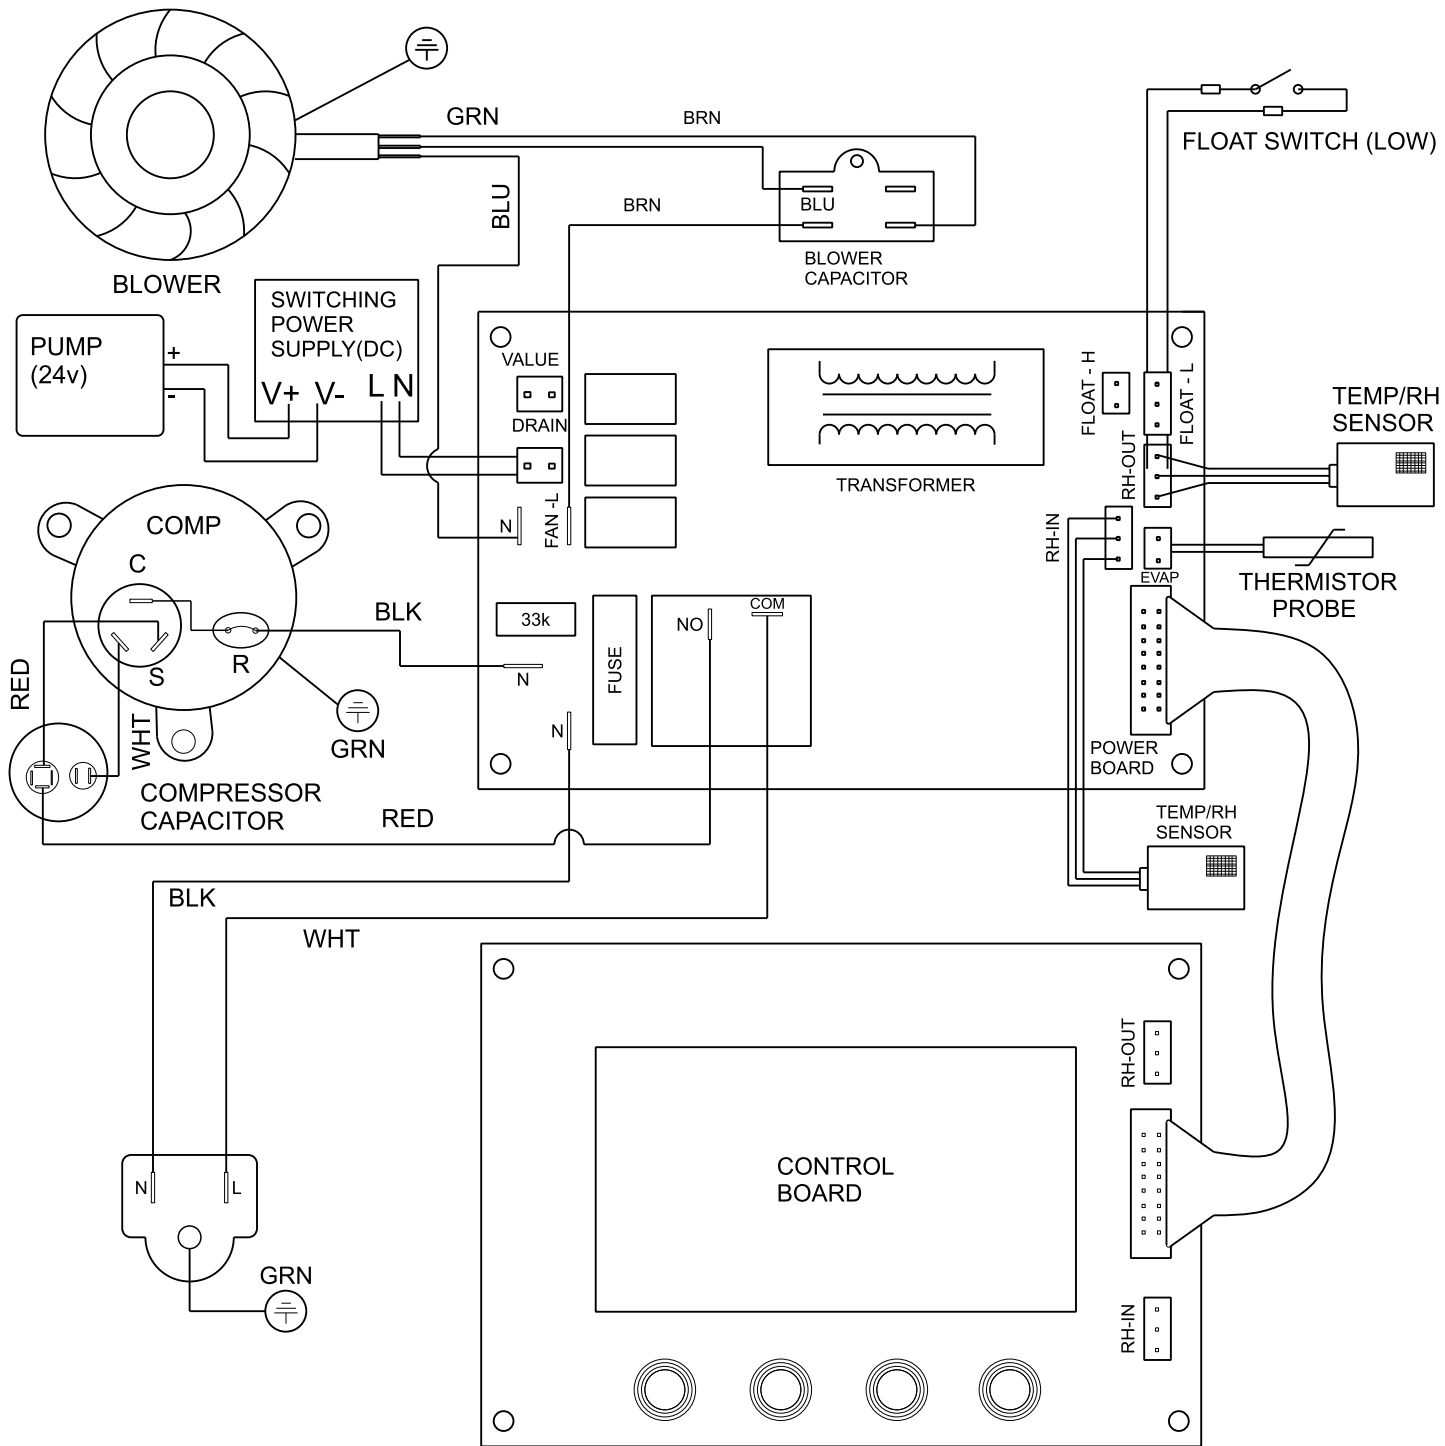 GRN
BRN
FLOAT SWITCH (LOW)
BLU
BLU
BRN
BLOWER
CAPACITOR
BLOWER
SWITCHING
POWER
SUPPLY(DC)
V+ V- L N
PUMP
(24v)
+
-
VALUE
DRAIN
FAN -L
N
TRANSFORMER
FLOAT - H
FLOAT - L
RH-OUT
TEMP/RH
SENSOR
RH-IN
EVAP
THERMISTOR
PROBE
COMP
C
S
R
BLK
RED
WHT
GRN
33k
FUSE
NO
COM
N
N
POWER
BOARD
COMPRESSOR
CAPACITOR
RED
TEMP/RH
SENSOR
BLK
WHT
N
L
GRN
CONTROL
BOARD
RH-OUT
RH-IN